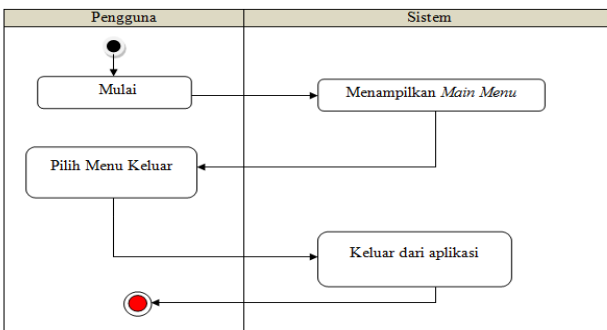 Pengguna
Sistem
Mulai
Menampilkan Main Menu
Pilih Menu Keluar
Keluar dari aplikasi